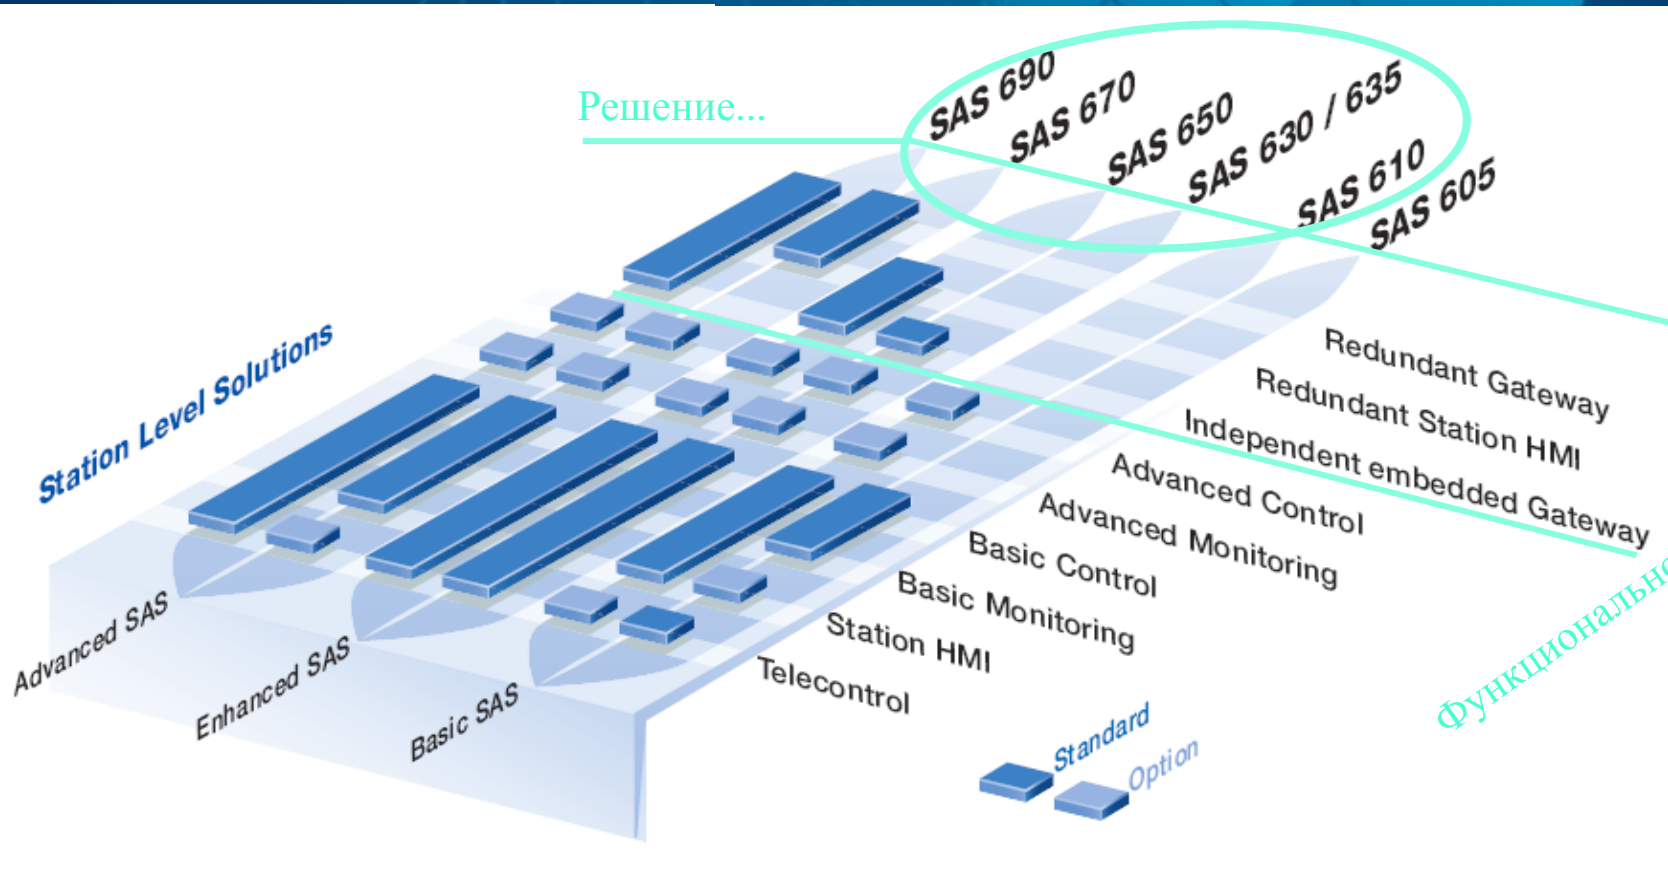 Решение...
SAS 690
SAS 670
SAS 650
SAS 630 / 635
SAS 610
SAS 605
Station Level Solutions
Redundant Gateway
Redundant Station HMI
Independent embedded Gateway
Advanced Control
Advanced Monitoring
Basic Control
Basic Monitoring
Station HMI
Telecontrol
Advanced SAS
Enhanced SAS
Basic SAS
Standard
Option